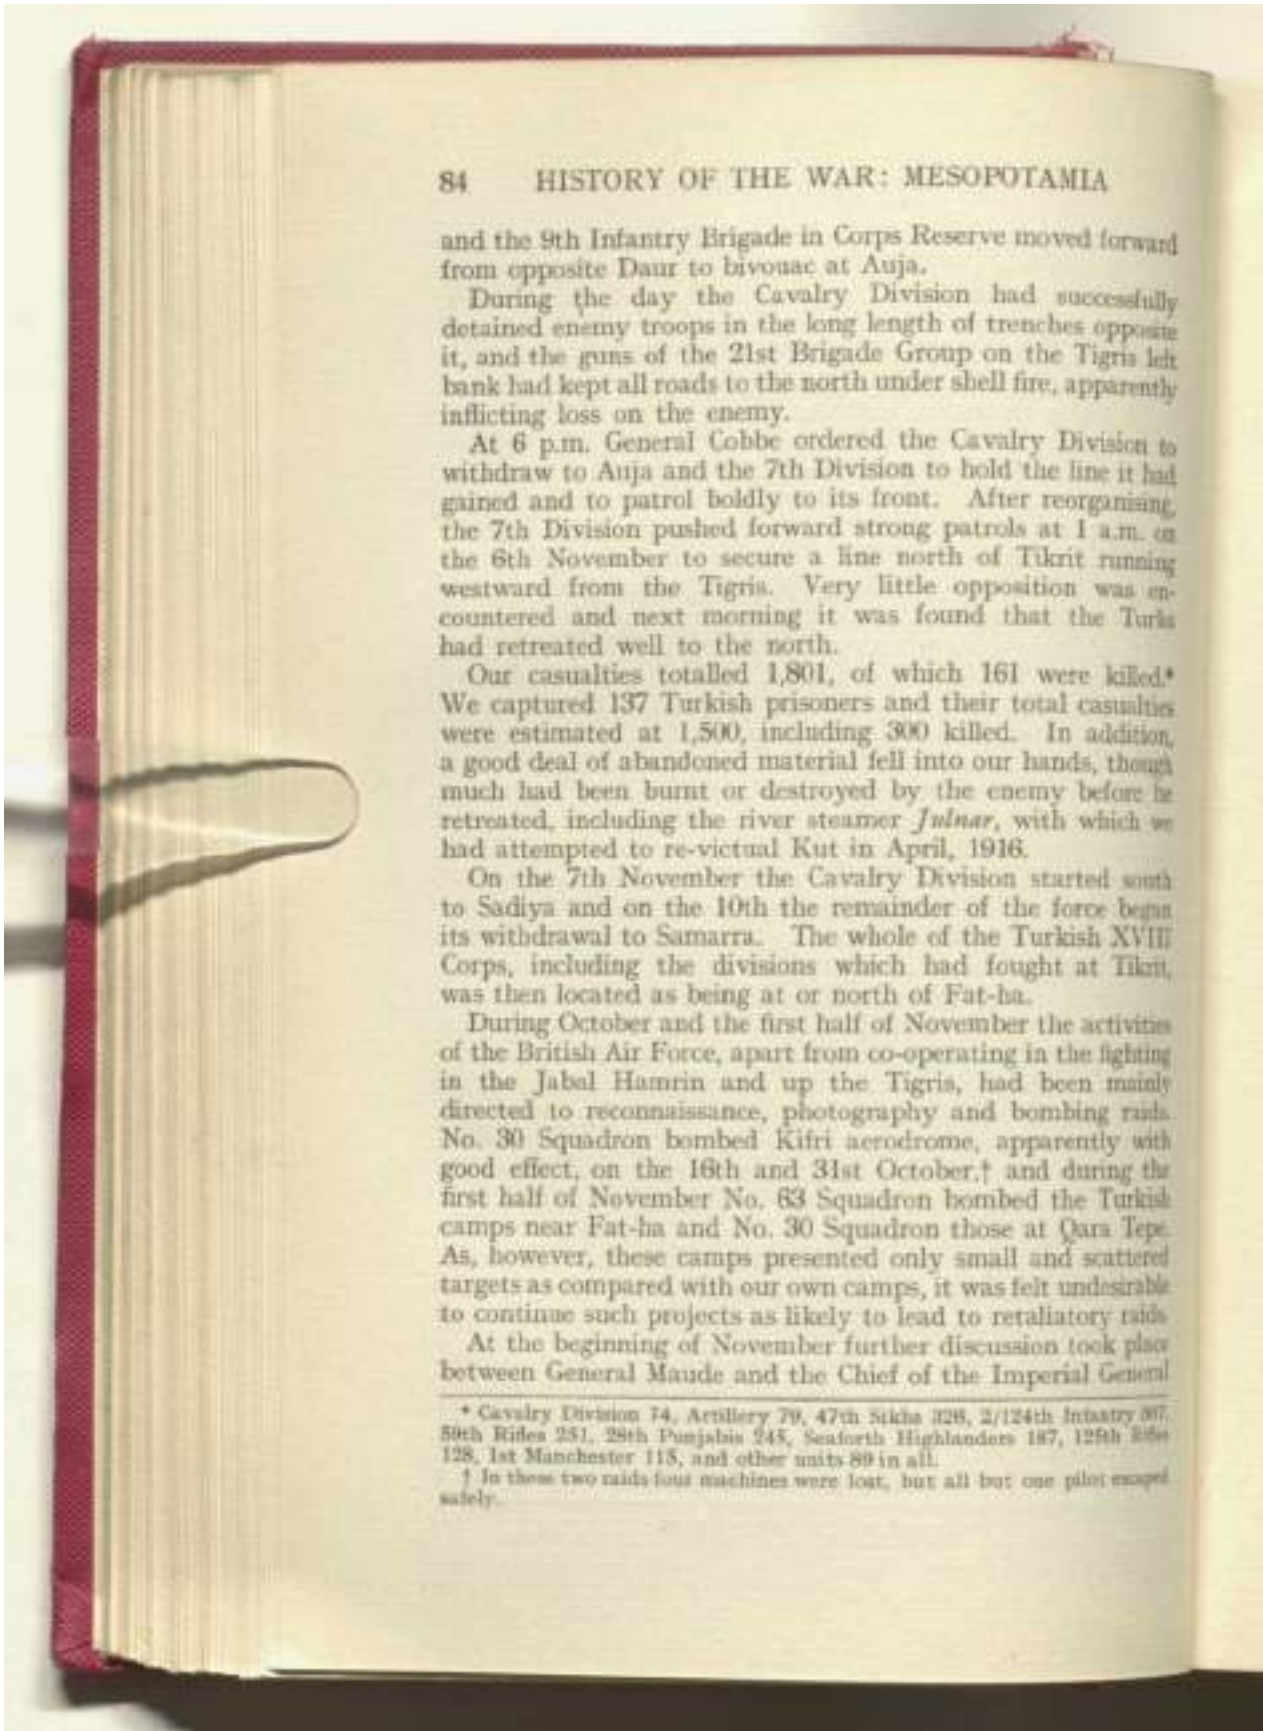 84 HISTORY OF THE WAR: MESOPOTAMIA
and the 9th Infantry Brigade in Corps Reserve moved forward
from opposite Daur to bivouac at Auja.
During the day the Cavalry Division had successfully
detained enemy troops in the long length of trenches opposite
it, and the guns of the 21st Brigade Group on the Tigris left
bank had kept all roads to the north under shell fire, apparently
inflicting loss on the enemy.
At 6 p.m. General Cobbe ordered the Cavalry Division to
withdraw to Auja and the 7th Division to hold the line it had
gained and to patrol boldly to its front. After reorganising,
the 7th Division pushed forward strong patrols at 1 a.m. on
the 6th November to secure a line north of Tikrit running
westward from the Tigris. Very little opposition was en-
countered and next morning it was found that the Turks
had retreated well to the north.
Our casualties totalled 1,801, of which 161 were killed.*
We captured 137 Turkish prisoners and their total casualties
were estimated at 1,500, including 300 killed. In addition,
a good deal of abandoned material fell into our hands, though
much had been burnt or destroyed by the enemy before he
retreated, including the river steamer Julnar, with which we
had attempted to re-victual Kut in April, 1916.
On the 7th November the Cavalry Division started south
to Sadiya and on the 10th the remainder of the force began
its withdrawal to Samarra. The whole of the Turkish XVIII
Corps, including the divisions which had fought at Tikrit,
was then located as being at or north of Fat-ha.
During October and the first half of November the activities
of the British Air Force, apart from co-operating in the fighting
in the Jabal Hamrin and up the Tigris, had been mainly
directed to reconnaissance, photography and bombing raids.
No. 30 Squadron bombed Kifri aerodrome, apparently with
good effect, on the 16th and 31st October,† and during the
first half of November No. 63 Squadron bombed the Turkish
camps near Fat-ha and No. 30 Squadron those at Qara Tepe.
As, however, these camps presented only small and scattered
targets as compared with our own camps, it was felt undesirable
to continue such projects as likely to lead to retaliatory raids.
At the beginning of November further discussion took place
between General Maude and the Chief of the Imperial General
* Cavalry Division 74, Artillery 79, 47th Sikhs 326, 2/124th Infantry
59th Rifles 251, 28th Punjabis 245, Seaforth Highlanders 187, 125th Rifles
128, 1st Manchester 115, and other units 89 in all.
† In these two raids four machines were lost, but all but one pilot escaped
safely.